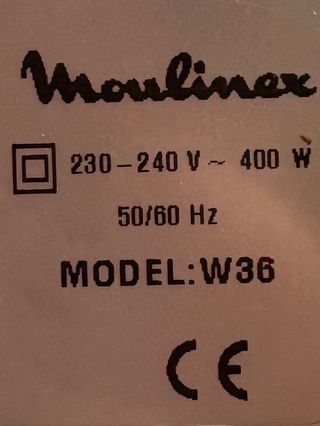 Moulinex
230-240 V ~ 400 W
50/60 Hz
MODEL:W36
CE